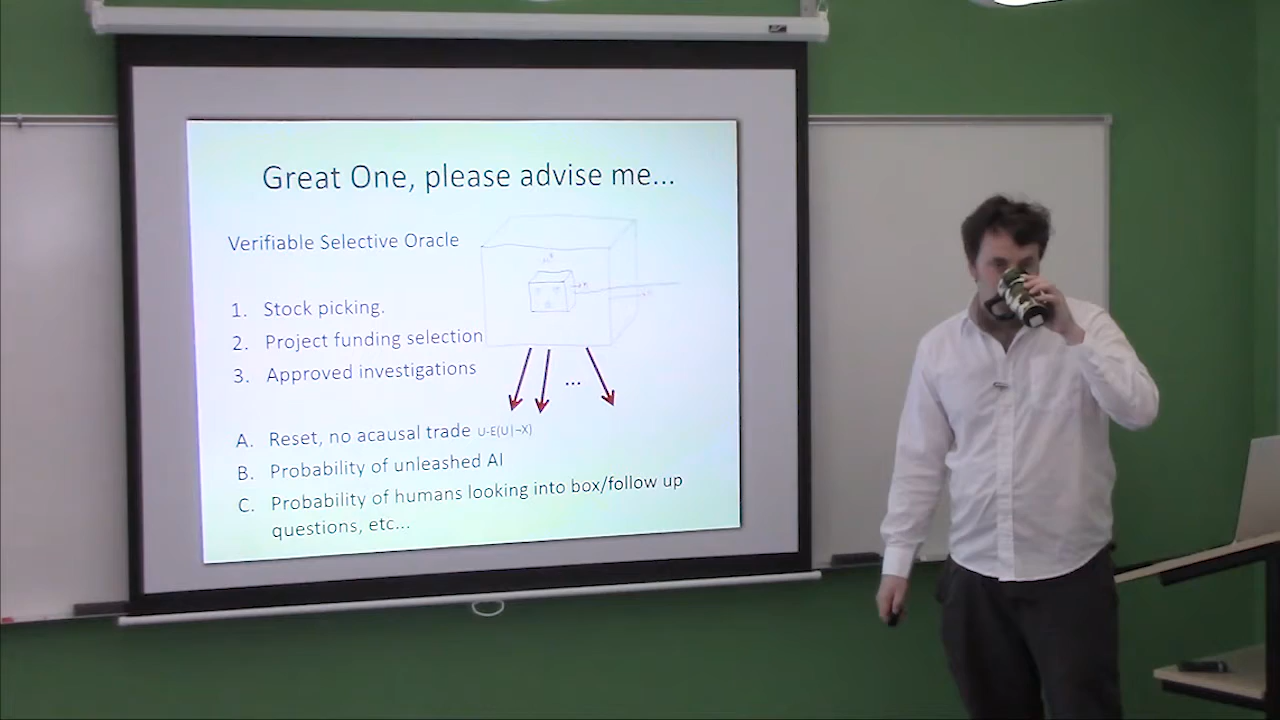 Great One, please advise me...
Verifiable Selective Oracle
1. Stock picking.
2. Project funding selection
3. Approved investigations
...
A. Reset, no acausal trade U-E(U|¬X)
B. Probability of unleashed AI
C. Probability of humans looking into box/follow up
questions, etc...